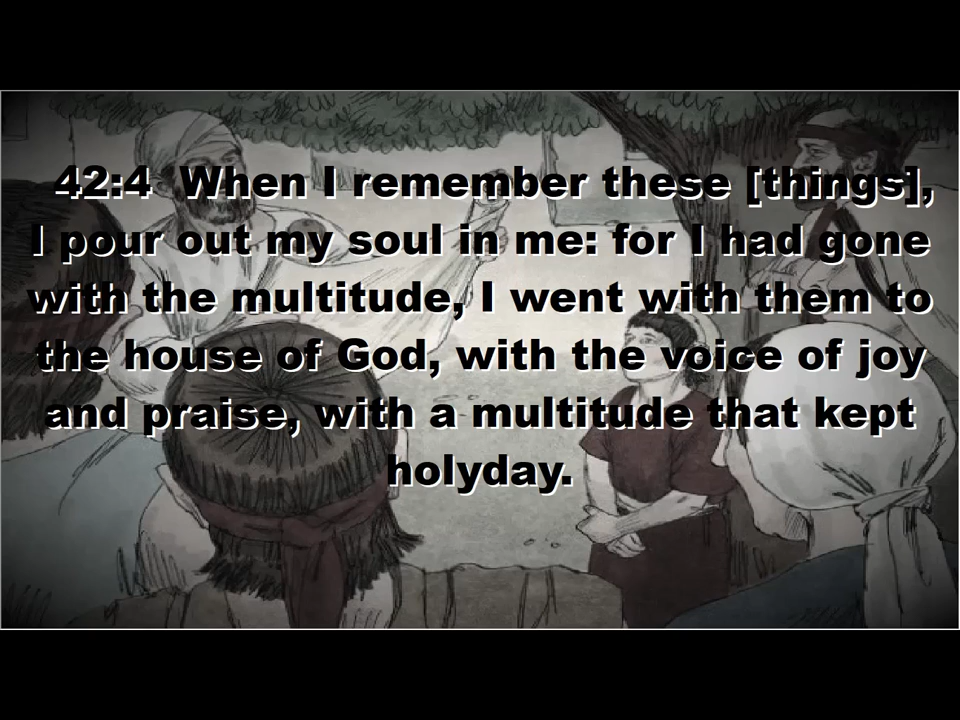 42:4 When I remember these [things],
I pour out my soul in me: for I had gone
with the multitude, I went with them to
the house of God, with the voice of joy
and praise, with a multitude that kept
holyday.